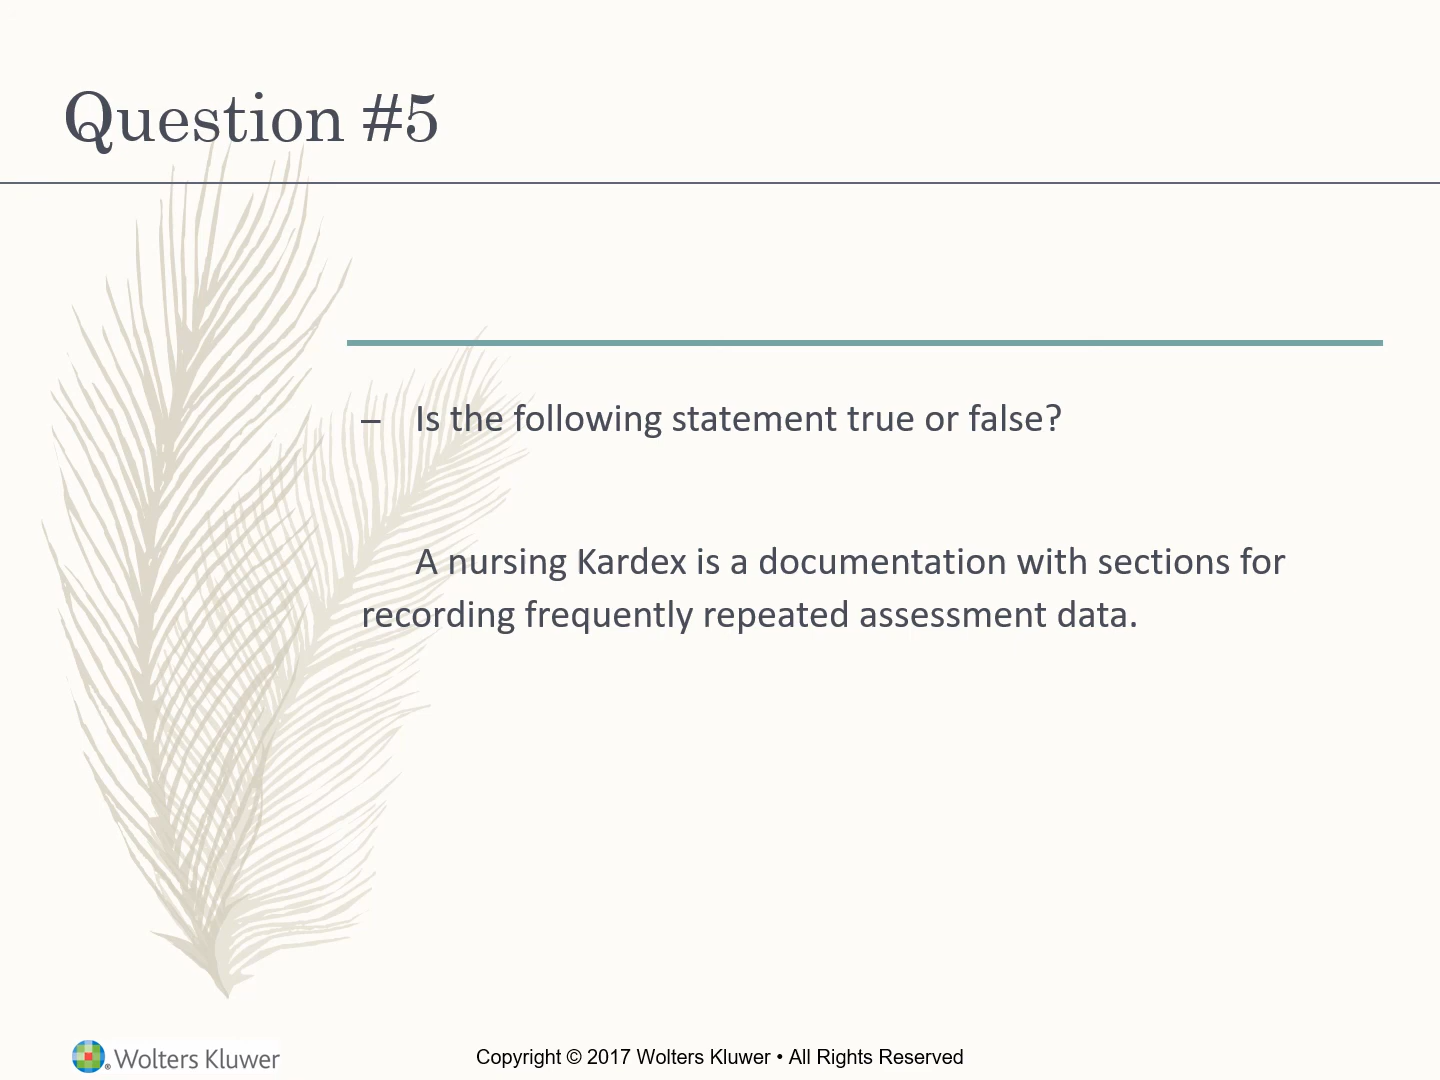 Question #5
– Is the following statement true or false?
A nursing Kardex is a documentation with sections for
recording frequently repeated assessment data.
Wolters Kluwer
Copyright © 2017 Wolters Kluwer • All Rights Reserved